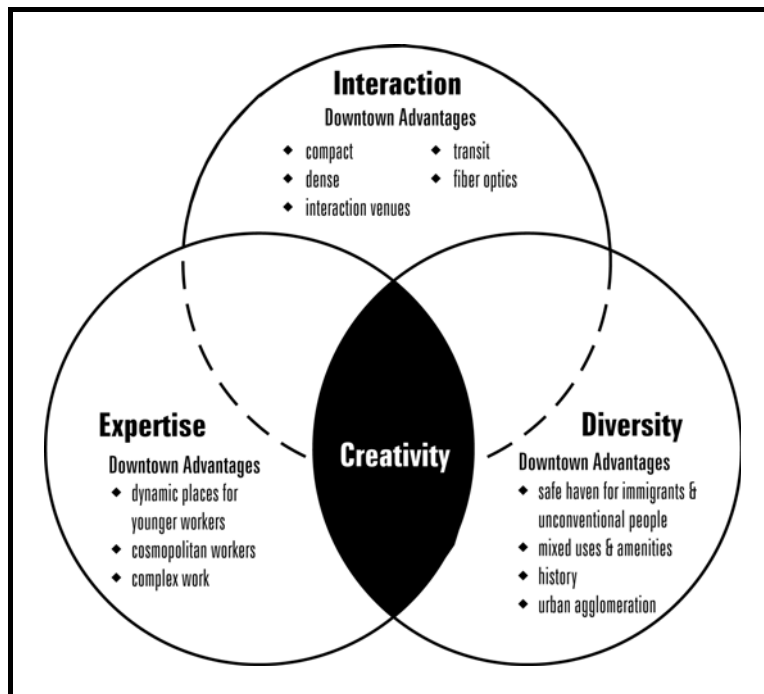 Interaction
Downtown Advantages
◆ compact
◆ dense
◆ interaction venues
◆ transit
◆ fiber optics
Expertise
Downtown Advantages
◆ dynamic places for
younger workers
◆ cosmopolitan workers
◆ complex work
Creativity
Diversity
Downtown Advantages
◆ safe haven for immigrants &
unconventional people
◆ mixed uses & amenities
◆ history
◆ urban agglomeration